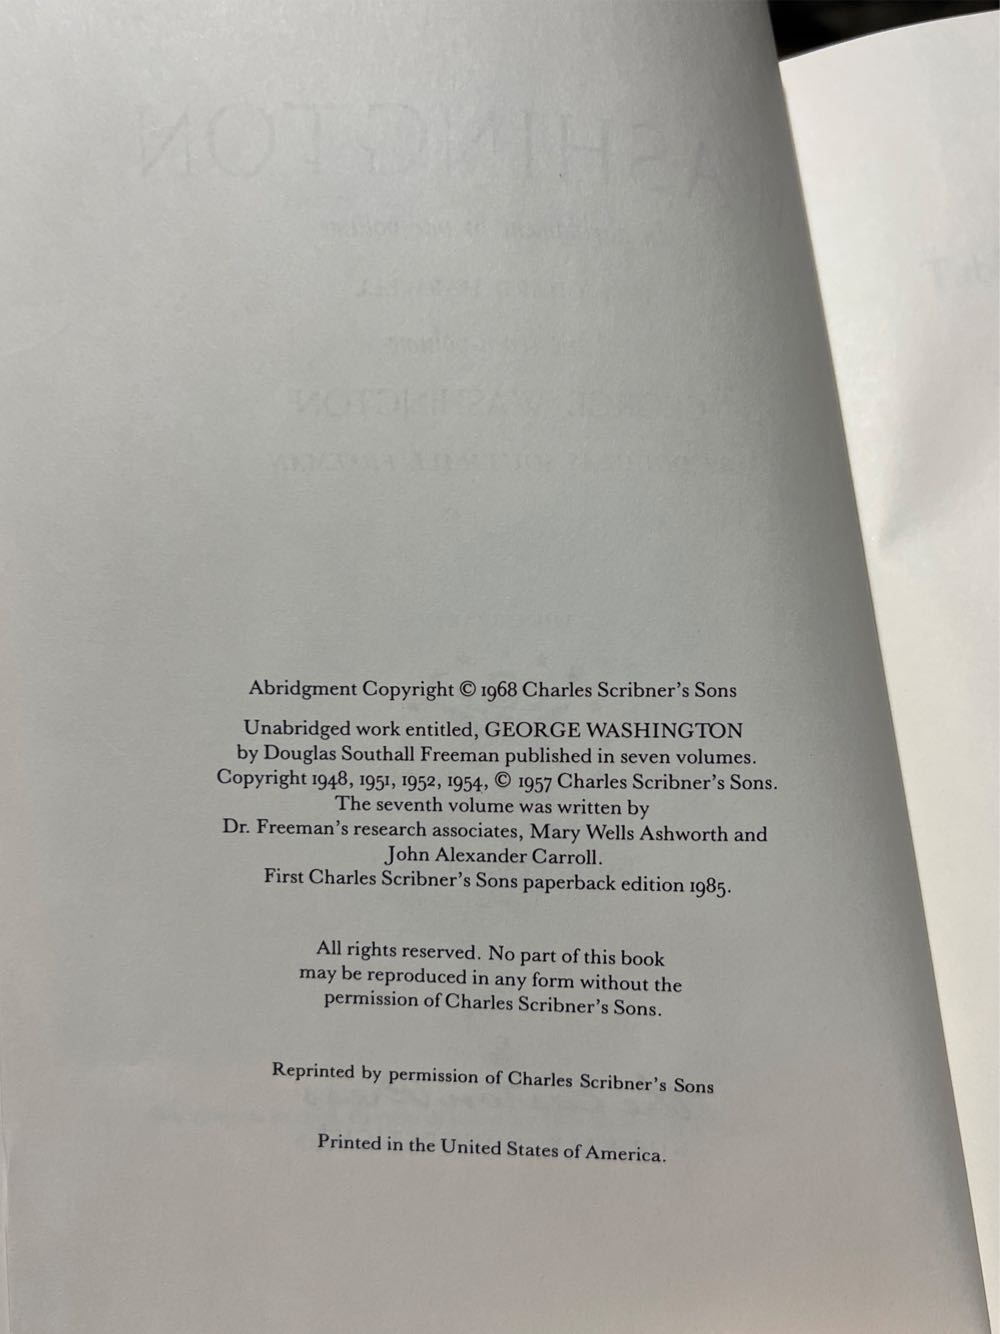 Abridgment Copyright © 1968 Charles Scribner's Sons
Unabridged work entitled, GEORGE WASHINGTON
by Douglas Southall Freeman published in seven volumes.
Copyright 1948, 1951, 1952, 1954, © 1957 Charles Scribner's Sons.
The seventh volume was written by
Dr. Freeman's research associates, Mary Wells Ashworth and
John Alexander Carroll.
First Charles Scribner's Sons paperback edition 1985.
All rights reserved. No part of this book
may be reproduced in any form without the
permission of Charles Scribner's Sons.
Reprinted by permission of Charles Scribner's Sons
Printed in the United States of America.